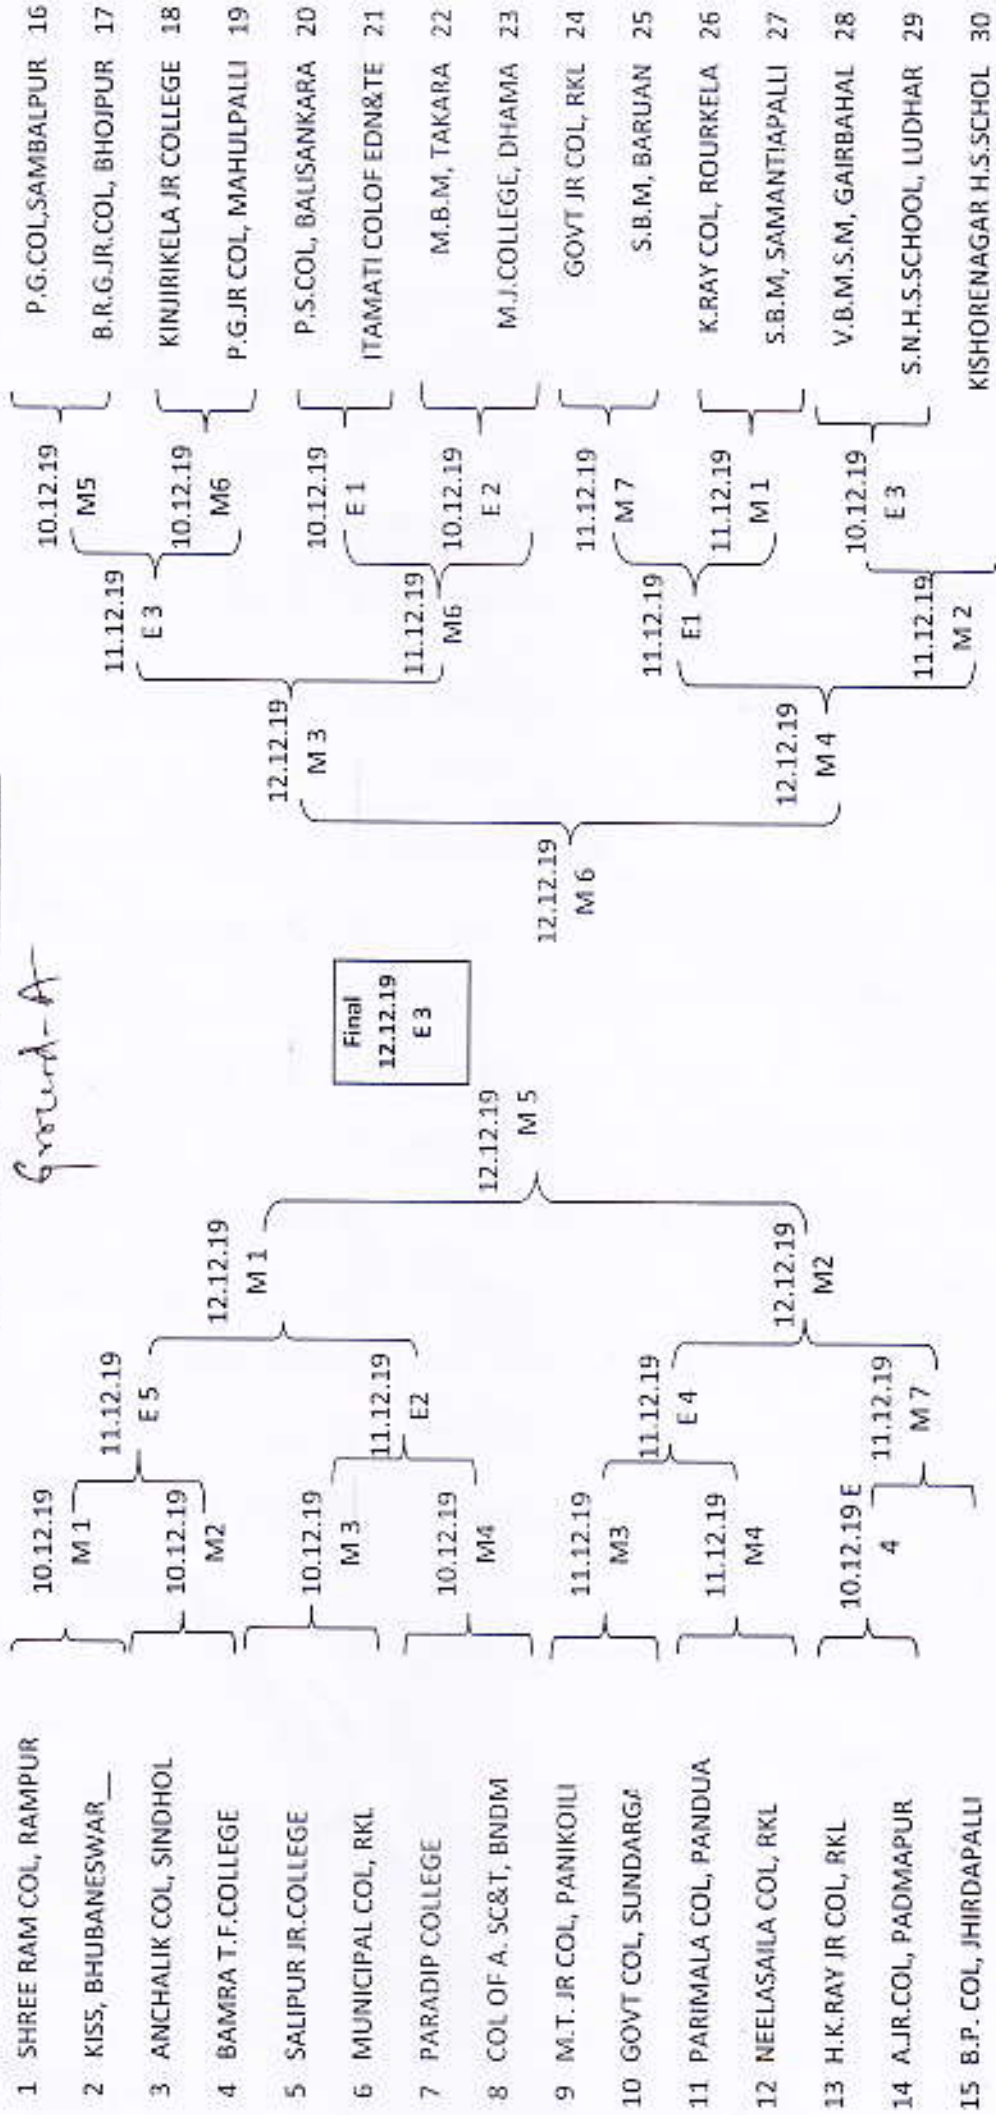 Ground-A
1 SHREE RAM COL, RAMPUR
2 KISS, BHUBANESWAR__
3 ANCHALIK COL, SINDHOL
4 BAMRA T.F.COLLEGE
5 SALIPUR JR.COLLEGE
6 MUNICIPAL COL, RKL
7 PARADIP COLLEGE
8 COL OF A. SC&T, BNDM
9 M.T. JR COL, PANIKOILI
10 GOVT COL, SUNDARGA
11 PARIMALA COL, PANDUA
12 NEELASAILA COL, RKL
13 H.K.RAY JR COL, RKL
14 A.JR.COL, PADMAPUR
15 B.P. COL, JHIRDAPALLI
10.12.19
M 1
10.12.19
M2
10.12.19
M 3
10.12.19
M4
11.12.19
M3
11.12.19
M4
10.12.19 E
4
11.12.19
E 5
11.12.19
E2
11.12.19
E 4
11.12.19
M 7
12.12.19
M 1
12.12.19
M2
12.12.19
M 5
Final
12.12.19
E 3
12.12.19
M 6
12.12.19
M 3
12.12.19
M 4
11.12.19
E 3
11.12.19
M6
11.12.19
E1
11.12.19
M 2
10.12.19
M5
10.12.19
M6
10.12.19
E 1
10.12.19
E 2
11.12.19
M 7
11.12.19
M 1
10.12.19
E 3
P.G.COL,SAMBALPUR 16
B.R.G.JR.COL, BHOJPUR 17
KINJIRIKELA JR COLLEGE 18
P.G.JR COL, MAHULPALLI 19
P.S.COL, BALISANKARA 20
ITAMATI COLOF EDN&TE 21
M.B.M, TAKARA 22
M.J.COLLEGE, DHAMA 23
GOVT JR COL, RKL 24
S.B.M, BARUAN 25
K.RAY COL, ROURKELA 26
S.B.M, SAMANTIAPALLI 27
V.B.M.S.M, GAIRBAHAL 28
S.N.H.S.SCHOOL, LUDHAR 29
KISHORENAGAR H.S.SCHOL 30